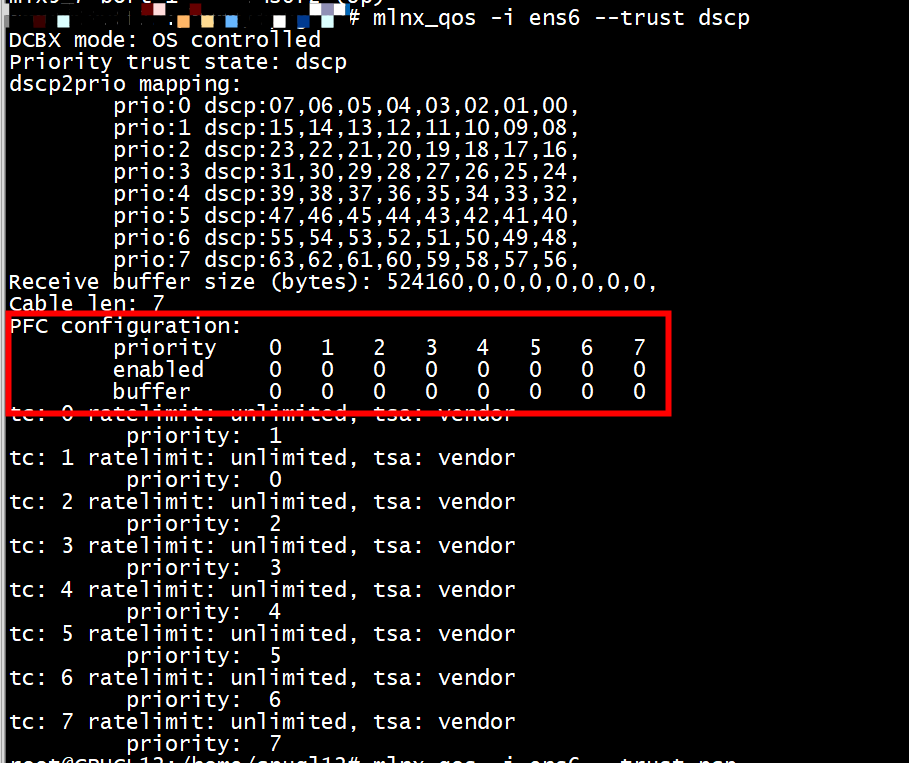 # mlnx_qos -i ens6 --trust dscp
DCBX mode: OS controlled
Priority trust state: dscp
dscp2prio mapping:
prio:0 dscp:07,06,05,04,03,02,01,00,
prio:1 dscp:15,14,13,12,11,10,09,08,
prio:2 dscp:23,22,21,20,19,18,17,16,
prio:3 dscp:31,30,29,28,27,26,25,24,
prio:4 dscp:39,38,37,36,35,34,33,32,
prio:5 dscp:47,46,45,44,43,42,41,40,
prio:6 dscp:55,54,53,52,51,50,49,48,
prio:7 dscp:63,62,61,60,59,58,57,56,
Receive buffer size (bytes): 524160,0,0,0,0,0,0,0,
Cable len: 7
PFC configuration:
priority 0 1 2 3 4 5 6 7
enabled 0 0 0 0 0 0 0 0
buffer 0 0 0 0 0 0 0 0
tc: 0 ratelimit: unlimited, tsa: vendor
priority: 1
tc: 1 ratelimit: unlimited, tsa: vendor
priority: 0
tc: 2 ratelimit: unlimited, tsa: vendor
priority: 2
tc: 3 ratelimit: unlimited, tsa: vendor
priority: 3
tc: 4 ratelimit: unlimited, tsa: vendor
priority: 4
tc: 5 ratelimit: unlimited, tsa: vendor
priority: 5
tc: 6 ratelimit: unlimited, tsa: vendor
priority: 6
tc: 7 ratelimit: unlimited, tsa: vendor
priority: 7
mlnx_qos -i ens6 --trust